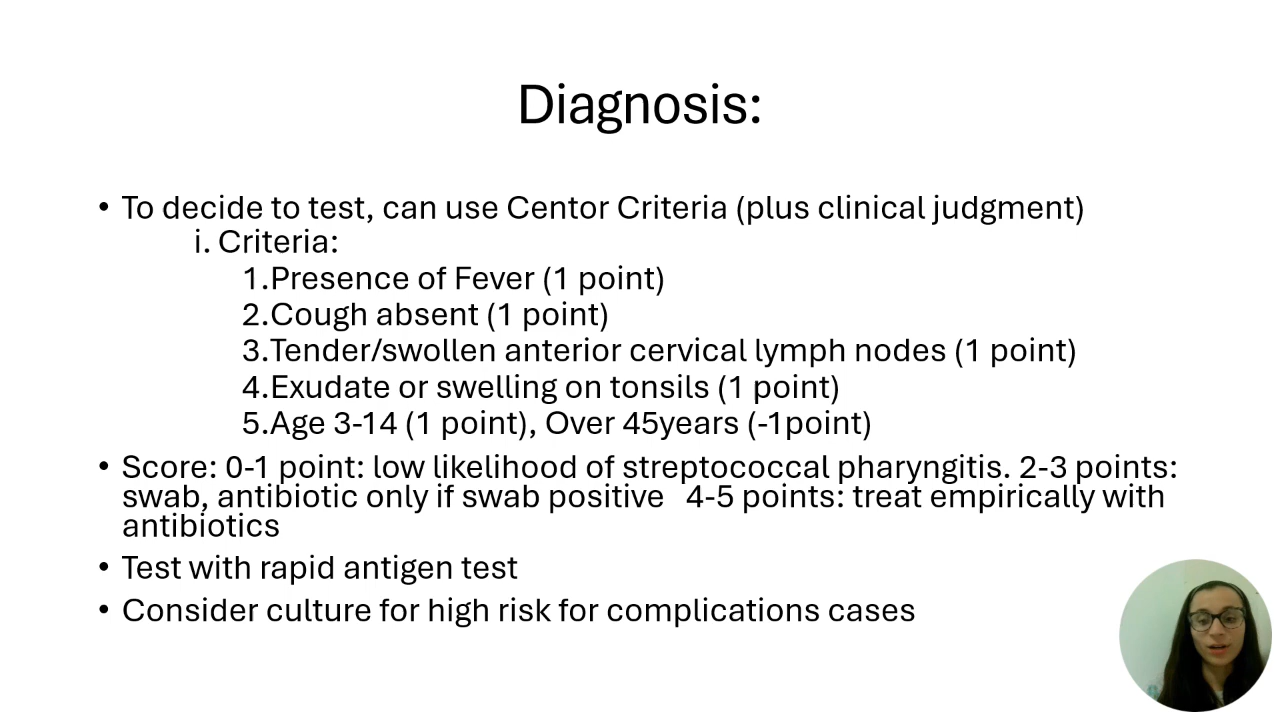 Diagnosis:
• To decide to test, can use Centor Criteria (plus clinical judgment)
i. Criteria:
1.Presence of Fever (1 point)
2.Cough absent (1 point)
3.Tender/swollen anterior cervical lymph nodes (1 point)
4.Exudate or swelling on tonsils (1 point)
5.Age 3-14 (1 point), Over 45years (-1point)
• Score: 0-1 point: low likelihood of streptococcal pharyngitis. 2-3 points:
swab, antibiotic only if swab positive   4-5 points: treat empirically with
antibiotics
• Test with rapid antigen test
• Consider culture for high risk for complications cases